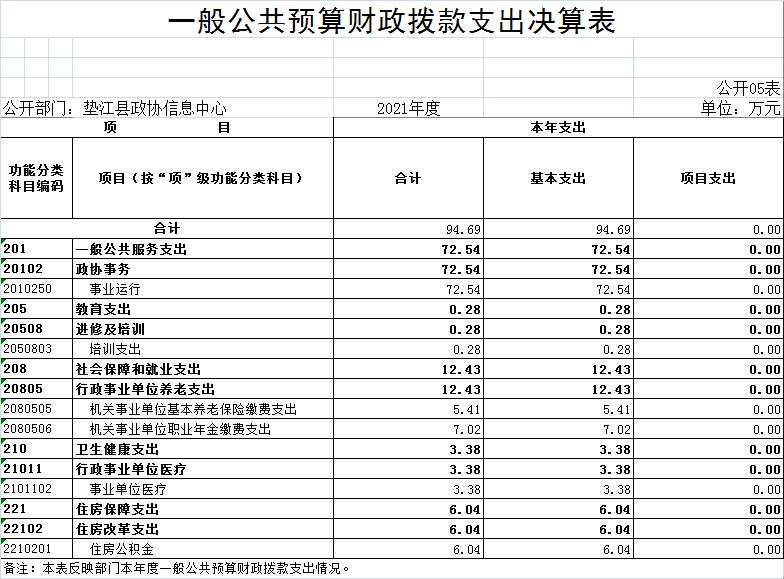 一般公共预算财政拨款支出决算表
公开05表
公开部门：垫江县政协信息中心 2021年度 单位：万元
项 目 本年支出
功能分类科目编码 项目（按“项”级功能分类科目） 合计 基本支出 项目支出
合计 94.69 94.69 0.00
201 一般公共服务支出 72.54 72.54 0.00
20102 政协事务 72.54 72.54 0.00
2010250 事业运行 72.54 72.54 0.00
205 教育支出 0.28 0.28 0.00
20508 进修及培训 0.28 0.28 0.00
2050803 培训支出 0.28 0.28 0.00
208 社会保障和就业支出 12.43 12.43 0.00
20805 行政事业单位养老支出 12.43 12.43 0.00
2080505 机关事业单位基本养老保险缴费支出 5.41 5.41 0.00
2080506 机关事业单位职业年金缴费支出 7.02 7.02 0.00
210 卫生健康支出 3.38 3.38 0.00
21011 行政事业单位医疗 3.38 3.38 0.00
2101102 事业单位医疗 3.38 3.38 0.00
221 住房保障支出 6.04 6.04 0.00
22102 住房改革支出 6.04 6.04 0.00
2210201 住房公积金 6.04 6.04 0.00
备注：本表反映部门本年度一般公共预算财政拨款支出情况。